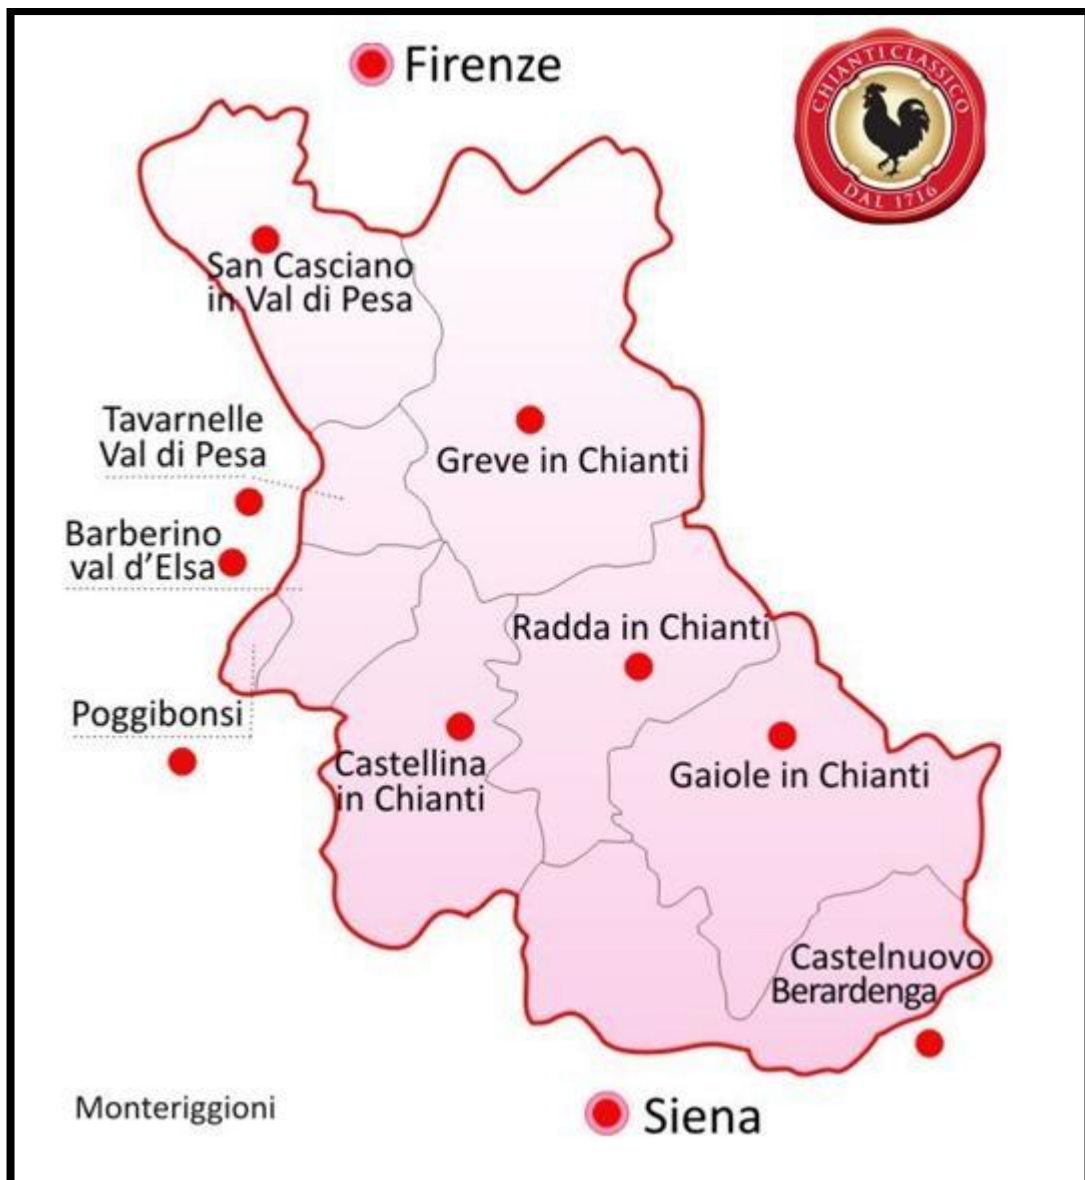 Firenze
CHIANTI CLASSICO
DAL 1716
San Casciano
in Val di Pesa
Tavarnelle
Val di Pesa
Greve in Chianti
Barberino
val d’Elsa
Radda in Chianti
Poggibonsi
Castellina
in Chianti
Gaiole in Chianti
Castelnuovo
Berardenga
Monteriggioni
Siena